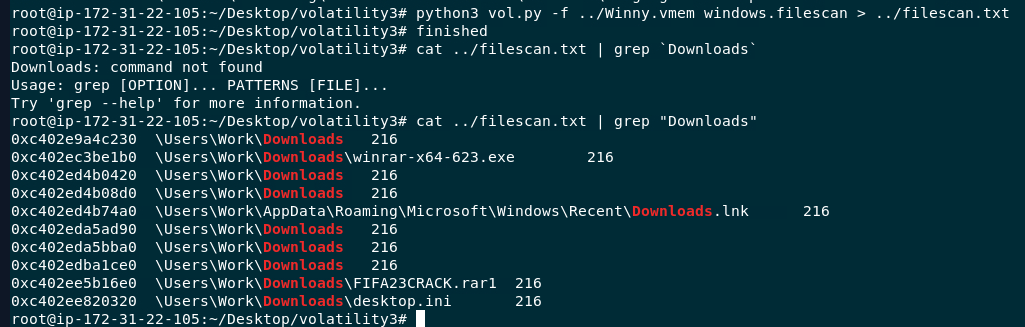 root@ip-172-31-22-105:~/Desktop/volatility3# python3 vol.py -f ../Winny.vmem windows.filescan > ../filescan.txt
root@ip-172-31-22-105:~/Desktop/volatility3# finished
root@ip-172-31-22-105:~/Desktop/volatility3# cat ../filescan.txt | grep `Downloads`
Downloads: command not found
Usage: grep [OPTION]... PATTERNS [FILE]...
Try 'grep --help' for more information.
root@ip-172-31-22-105:~/Desktop/volatility3# cat ../filescan.txt | grep "Downloads"
0xc402e9a4c230  \Users\Work\Downloads   216
0xc402ec3be1b0  \Users\Work\Downloads\winrar-x64-623.exe        216
0xc402ed4b0420  \Users\Work\Downloads   216
0xc402ed4b08d0  \Users\Work\Downloads   216
0xc402ed4b74a0  \Users\Work\AppData\Roaming\Microsoft\Windows\Recent\Downloads.lnk      216
0xc402eda5ad90  \Users\Work\Downloads   216
0xc402eda5bba0  \Users\Work\Downloads   216
0xc402edba1ce0  \Users\Work\Downloads   216
0xc402ee5b16e0  \Users\Work\Downloads\FIFA23CRACK.rar1  216
0xc402ee820320  \Users\Work\Downloads\desktop.ini       216
root@ip-172-31-22-105:~/Desktop/volatility3#